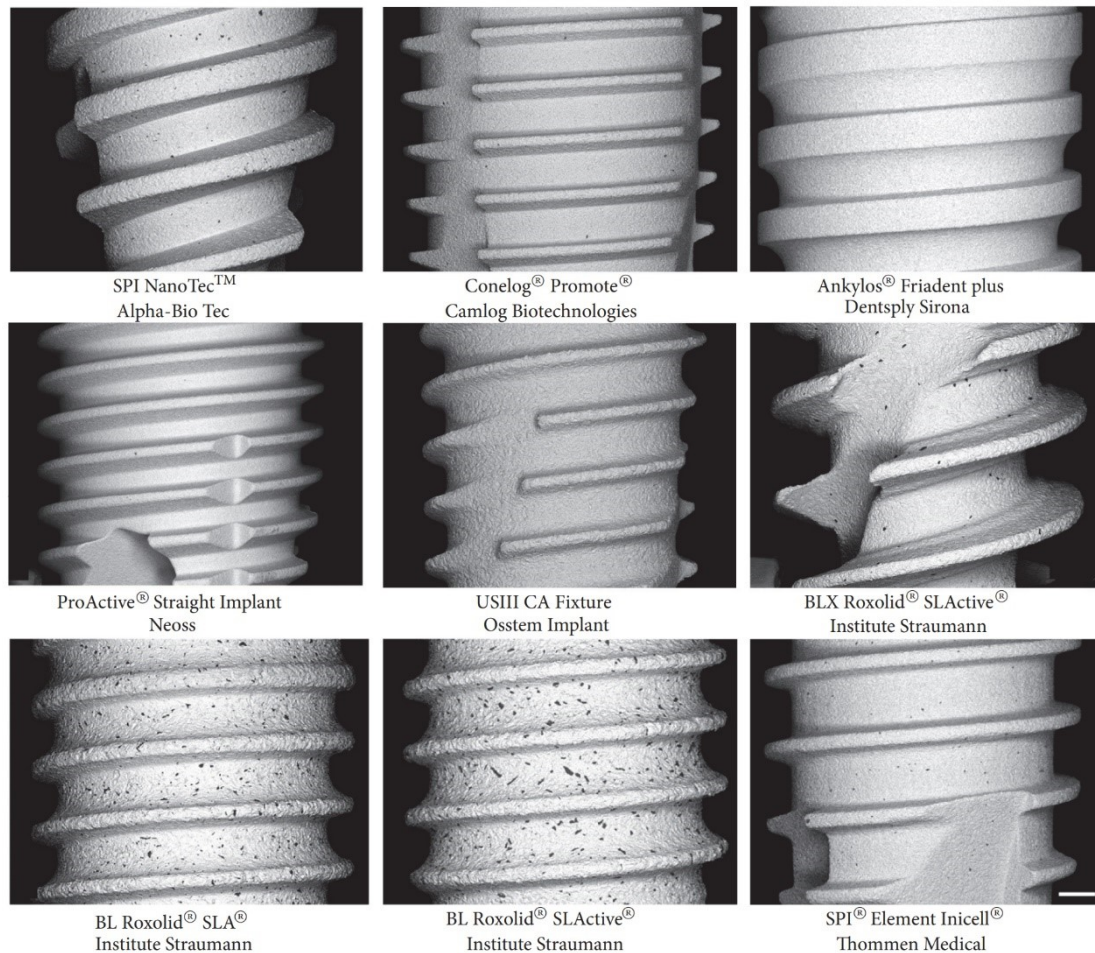 SPI NanoTec™
Alpha-Bio Tec
Conelog® Promote®
Camlog Biotechnologies
Ankylos® Friadent plus
Dentsply Sirona
ProActive® Straight Implant
Neoss
USIII CA Fixture
Osstem Implant
BLX Roxolid® SLActive®
Institute Straumann
BL Roxolid® SLA®
Institute Straumann
BL Roxolid® SLActive®
Institute Straumann
SPI® Element Inicell®
Thommen Medical